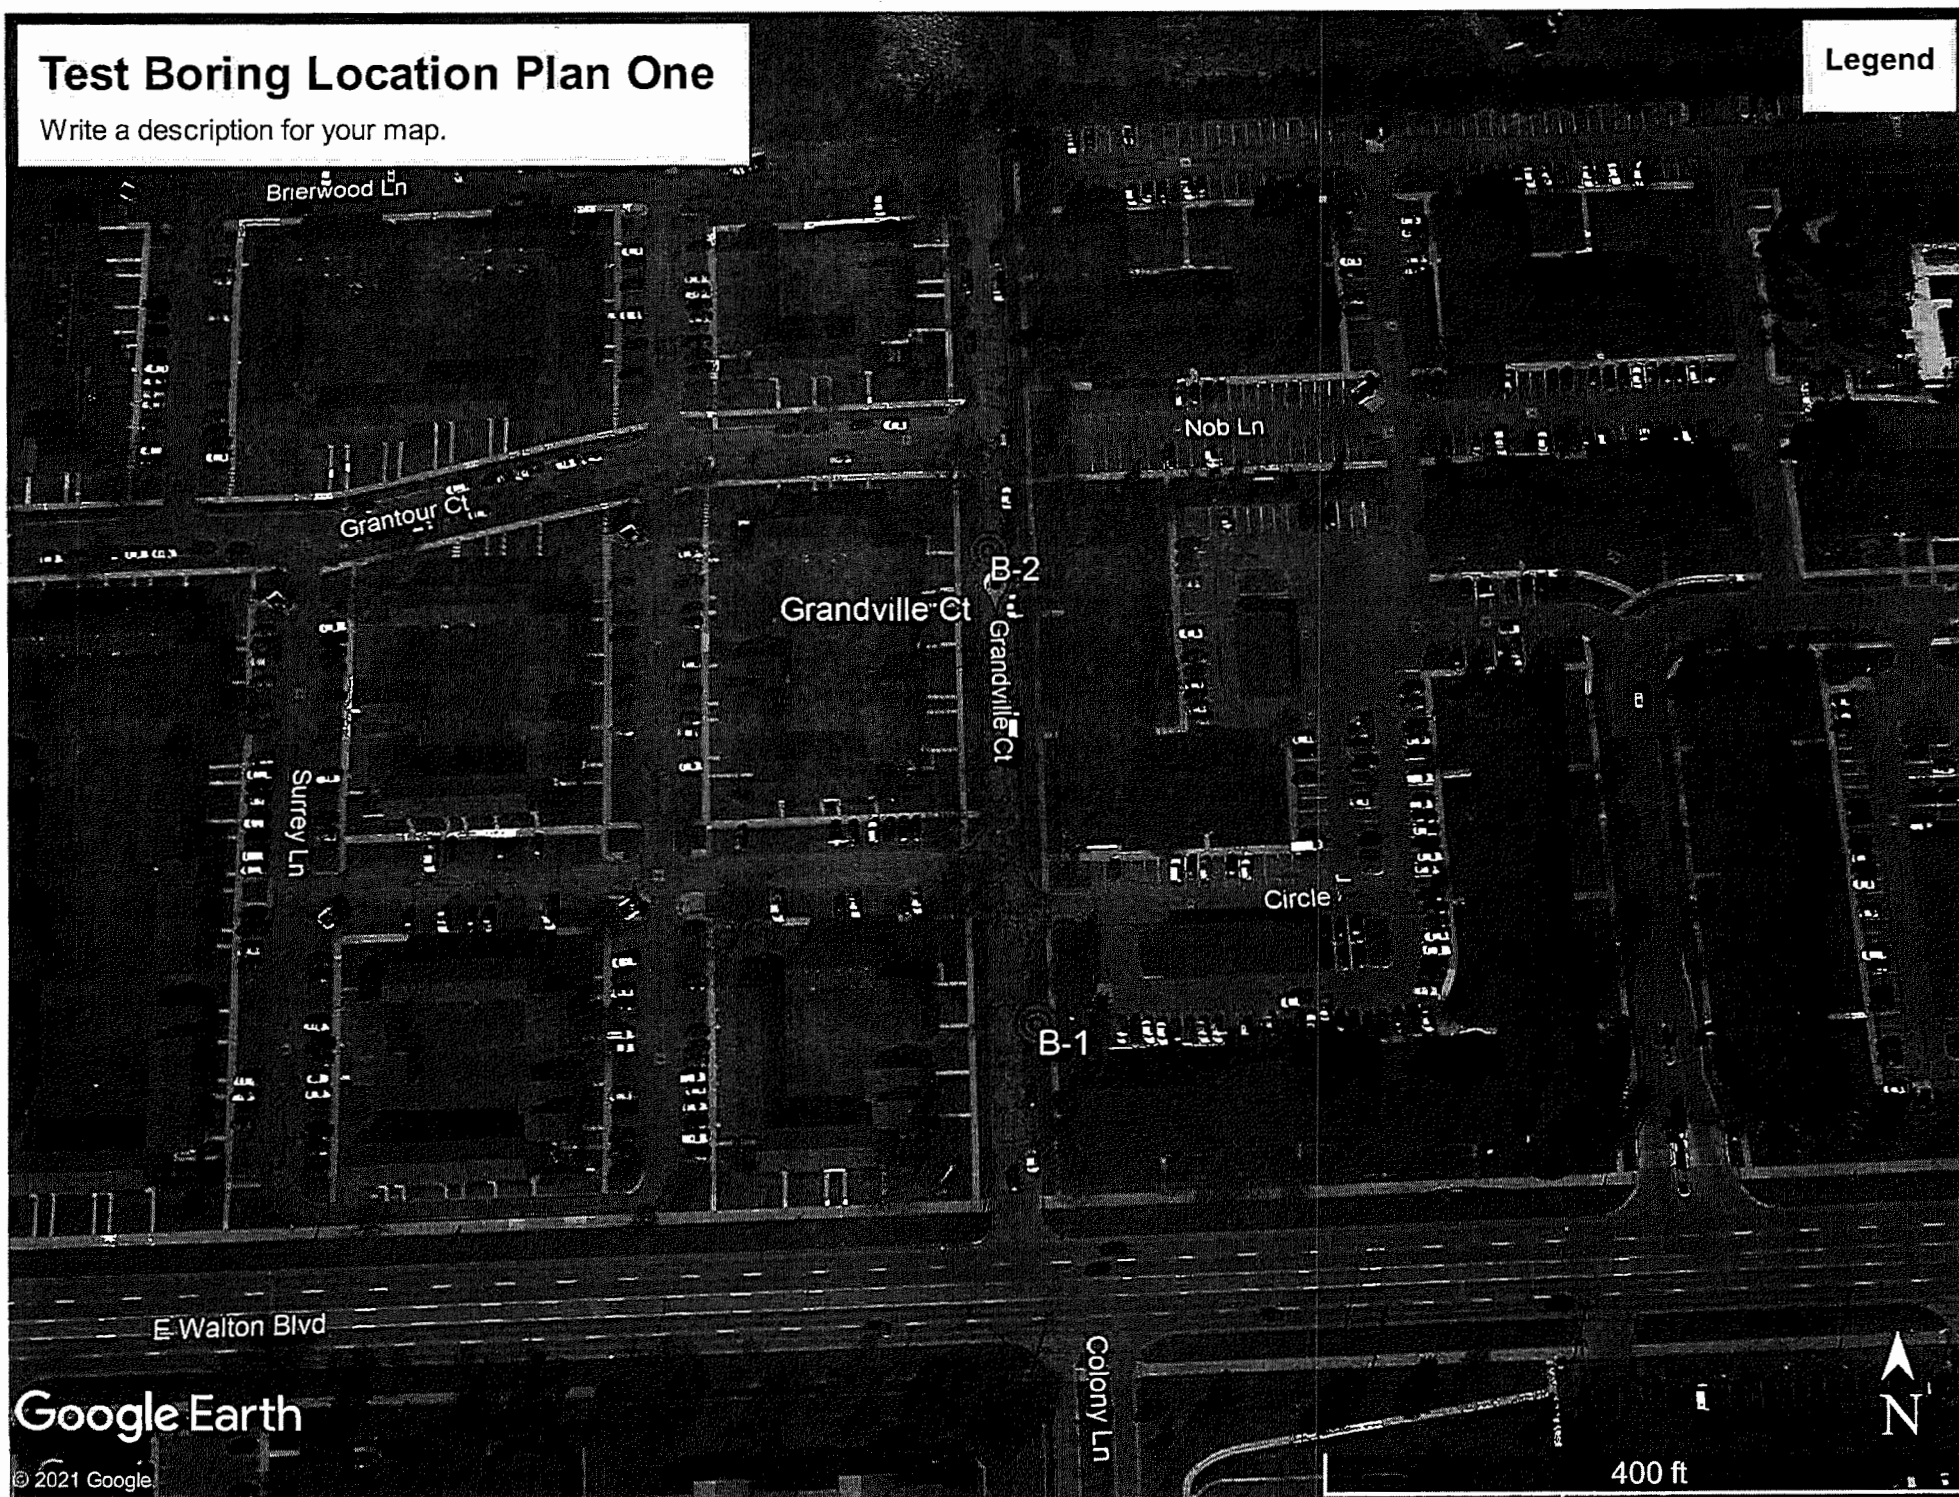 Test Boring Location Plan One
Write a description for your map.
Legend
Brierwood Ln
Nob Ln
Grantour Ct
B-2
Grandville Ct
Grandville Ct
Surrey Ln
Circle
B-1
E Walton Blvd
Colony Ln
Google Earth
© 2021 Google
N
400 ft